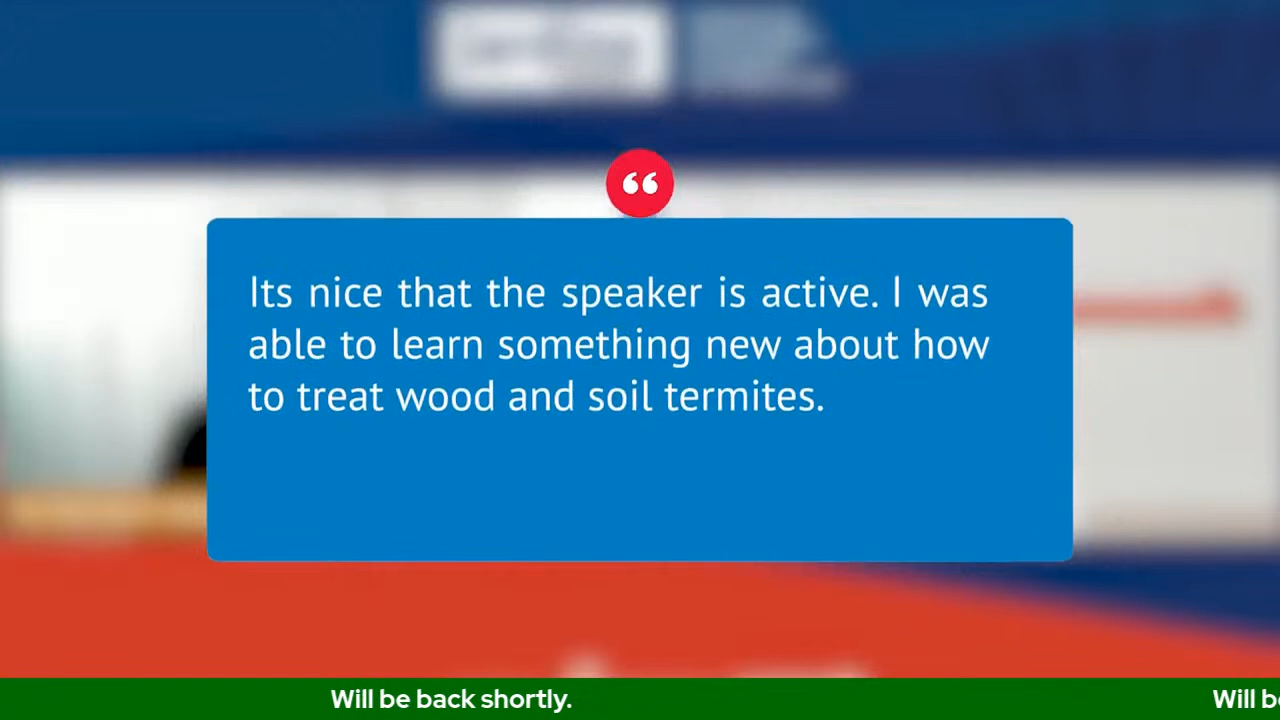 “
Its nice that the speaker is active. I was
able to learn something new about how
to treat wood and soil termites.
Will be back shortly. Will b